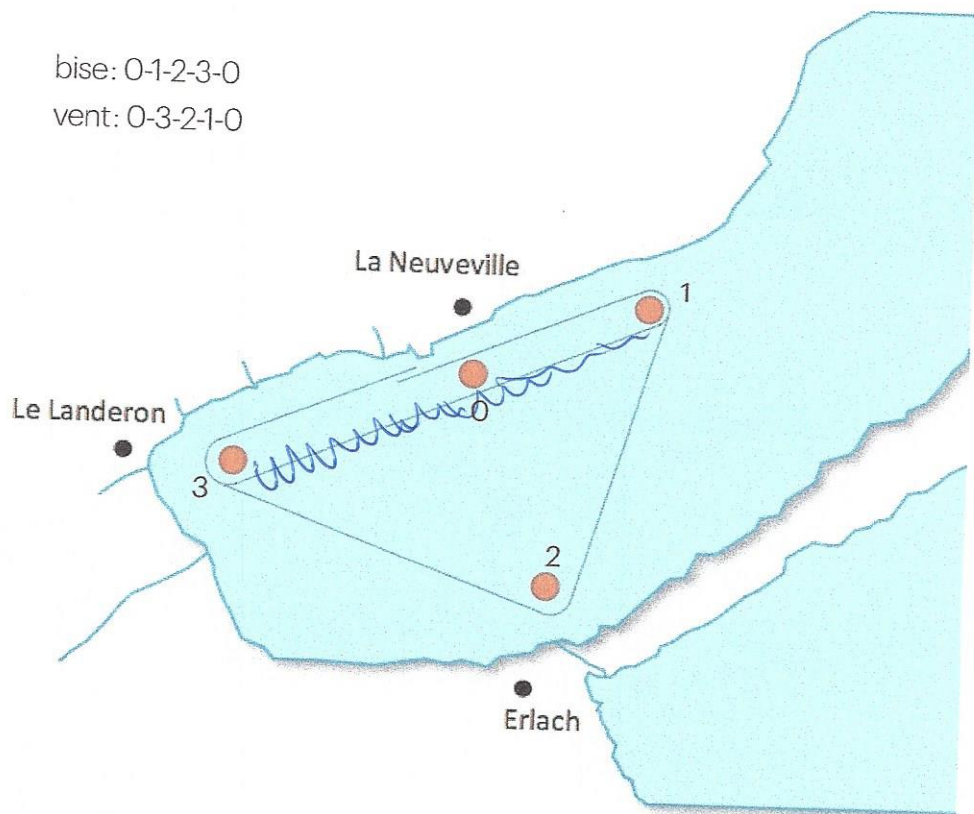 bise: 0-1-2-3-0
vent: 0-3-2-1-0
La Neuveville
1
0
Le Landeron
3
2
Erlach